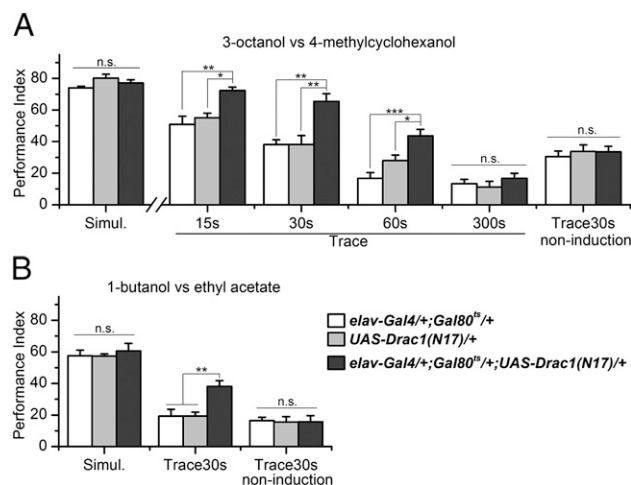 A
3-octanol vs 4-methylcyclohexanol
Performance Index
80
60
40
20
0
n.s.
**
*
**
**
***
*
n.s.
n.s.
Simul.
15s
30s
60s
300s
Trace30s
non-induction
Trace
B
1-butanol vs ethyl acetate
Performance Index
80
60
40
20
0
n.s.
**
n.s.
Simul.
Trace30s
Trace30s
non-induction
elav-Gal4/+;Gal80ts/+
UAS-Drac1(N17)/+
elav-Gal4/+;Gal80ts/+;UAS-Drac1(N17)/+